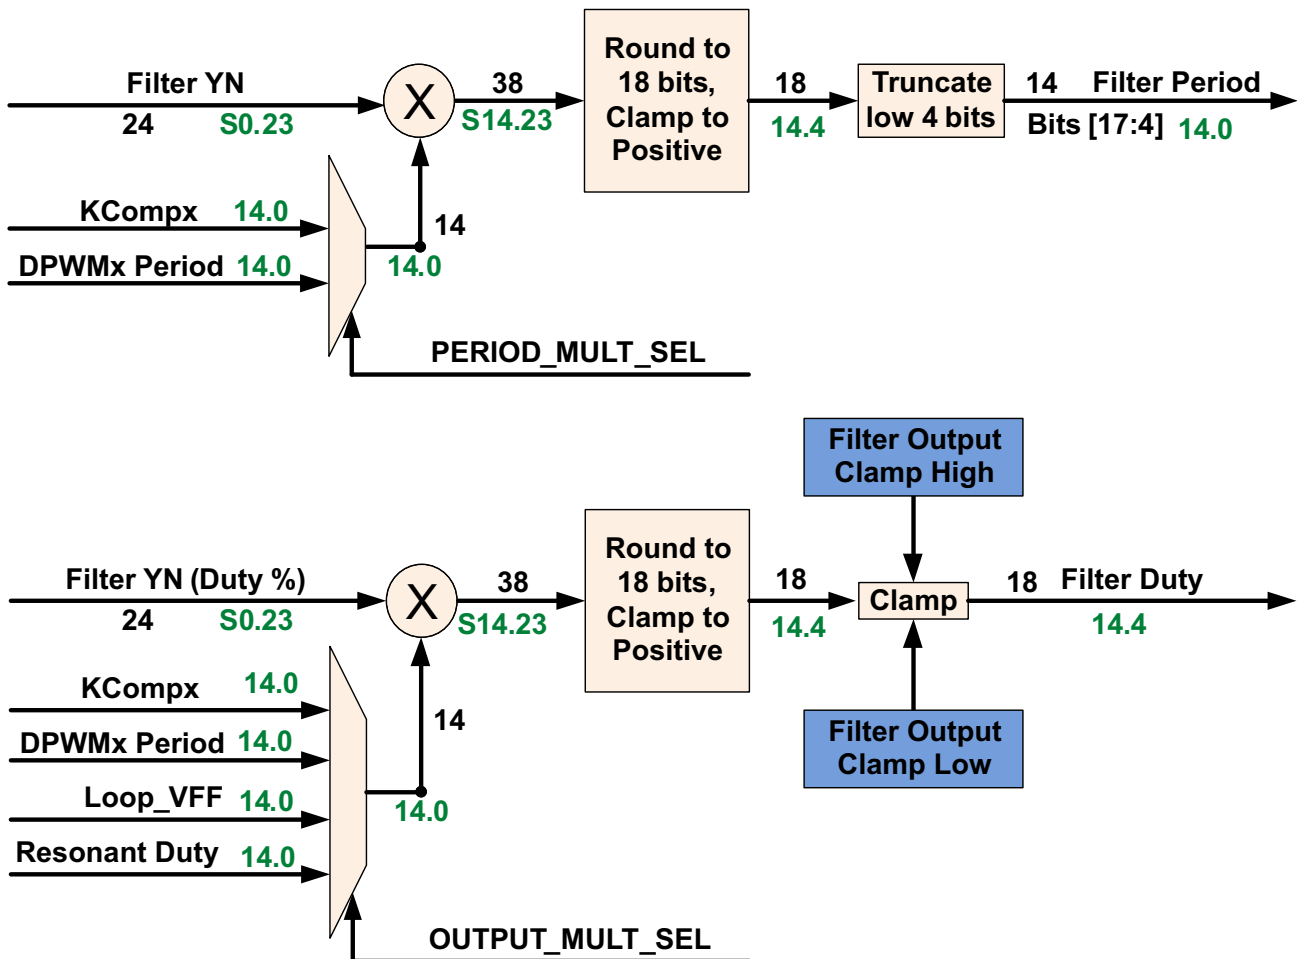 Filter YN
24 S0.23
X
38
S14.23
Round to
18 bits,
Clamp to
Positive
18
14.4
Truncate
low 4 bits
14 Filter Period
Bits [17:4] 14.0
KCompx 14.0
DPWMx Period 14.0
14
14.0
PERIOD_MULT_SEL
Filter Output
Clamp High
Filter YN (Duty %)
24 S0.23
X
38
S14.23
Round to
18 bits,
Clamp to
Positive
18
14.4
Clamp
18 Filter Duty
14.4
KCompx 14.0
DPWMx Period 14.0
Loop_VFF 14.0
Resonant Duty 14.0
14
14.0
Filter Output
Clamp Low
OUTPUT_MULT_SEL